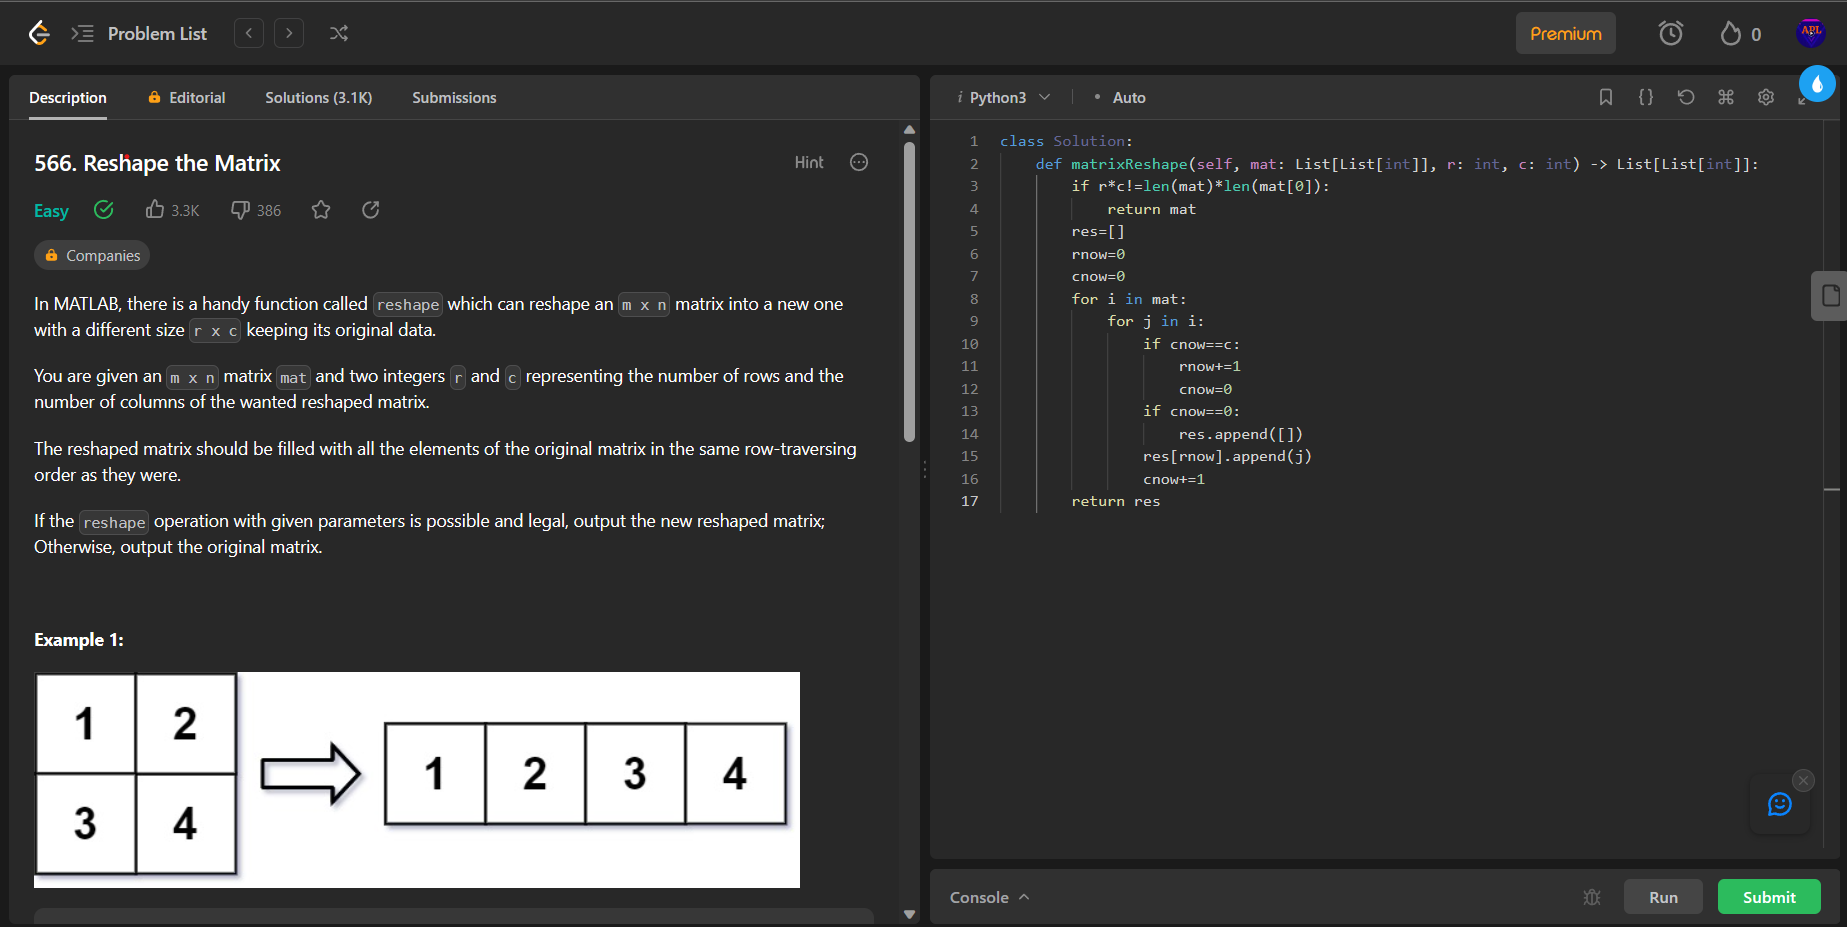 Problem List
Premium
0
APL
Description
Editorial
Solutions (3.1K)
Submissions
566. Reshape the Matrix
Hint
Easy
3.3K
386
Companies
In MATLAB, there is a handy function called reshape which can reshape an m x n matrix into a new one
with a different size r x c keeping its original data.
You are given an m x n matrix mat and two integers r and c representing the number of rows and the
number of columns of the wanted reshaped matrix.
The reshaped matrix should be filled with all the elements of the original matrix in the same row-traversing
order as they were.
If the reshape operation with given parameters is possible and legal, output the new reshaped matrix;
Otherwise, output the original matrix.
Example 1:
1 2
3 4
1 2 3 4
i Python3
• Auto
{}
1 class Solution:
2 def matrixReshape(self, mat: List[List[int]], r: int, c: int) -> List[List[int]]:
3 if r*c!=len(mat)*len(mat[0]):
4 return mat
5 res=[]
6 rnow=0
7 cnow=0
8 for i in mat:
9 for j in i:
10 if cnow==c:
11 rnow+=1
12 cnow=0
13 if cnow==0:
14 res.append([])
15 res[rnow].append(j)
16 cnow+=1
17 return res
Console
Run
Submit